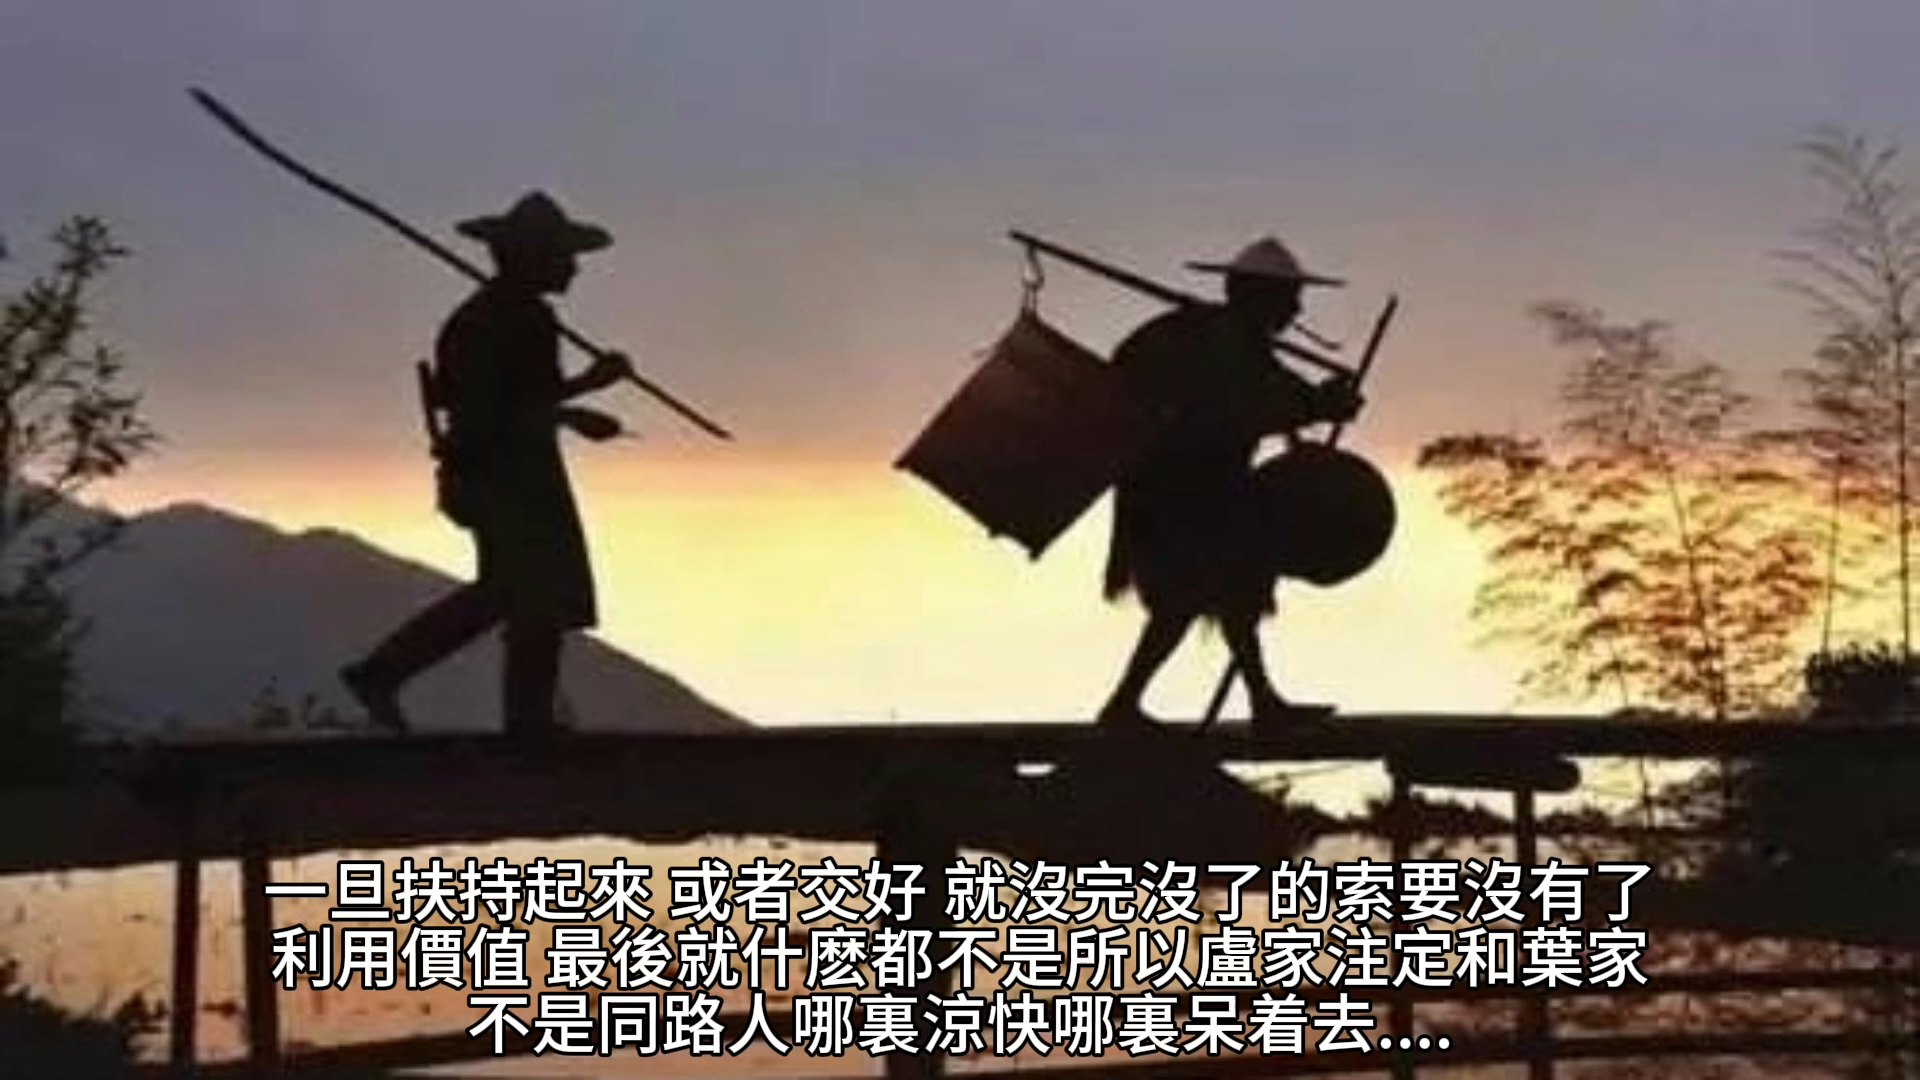 一旦扶持起來 或者交好 就沒完沒了的索要沒有了
利用價值 最後就什麽都不是所以盧家注定和葉家
不是同路人哪裏涼快哪裏呆着去....